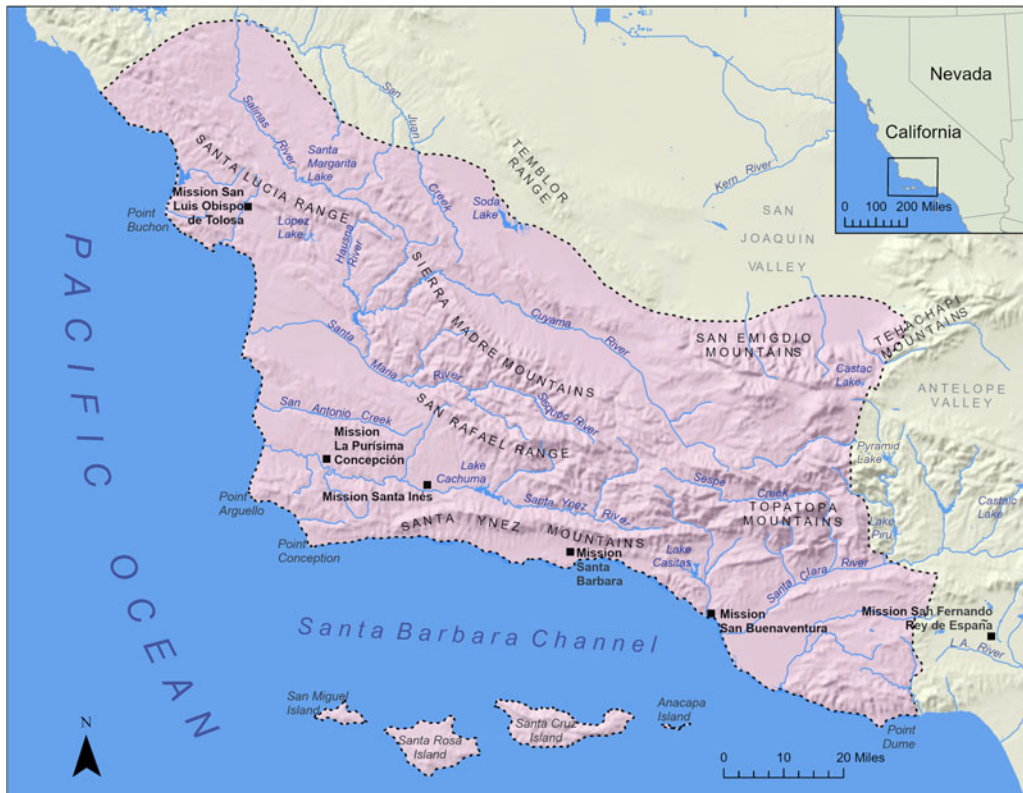 Nevada
California
0 100 200 Miles
San
Juan
Creek
Salinas
River
Santa
Margarita
Lake
TEMBLOR
RANGE
Kern River
SANTA LUCIA RANGE
Mission San
Luis Obispo
de Tolosa
Point
Buchon
Lopez
Lake
Hausna
River
Soda
Lake
SAN
JOAQUIN
VALLEY
PACIFIC OCEAN
SIERRA MADRE MOUNTAINS
Cuyama River
SAN EMIGDIO
MOUNTAINS
TEHACHAPI
MOUNTAINS
Castac
Lake
ANTELOPE
VALLEY
Santa Maria River
Sisquoc River
San Antonio Creek
SAN RAFAEL RANGE
Mission
La Purísima
Concepción
Pyramid
Lake
Lake
Cachuma
Sespe Creek
Castaic
Lake
Mission Santa Inés
Point
Arguello
Santa Ynez River
TOPATOPA
MOUNTAINS
Lake
Piru
SANTA YNEZ MOUNTAINS
Point
Conception
Mission
Santa
Barbara
Lake
Casitas
Santa Clara River
Mission
San Buenaventura
Mission San Fernando
Rey de España
L.A. River
Santa Barbara Channel
San Miguel
Island
Santa Rosa
Island
Santa Cruz
Island
Anacapa
Island
Point
Dume
N
0 20 Miles